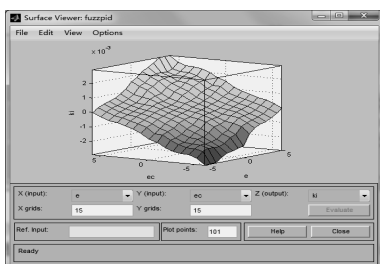 Surface Viewer: fuzzpid
File Edit View Options
x 10⁻³
2
1
0
-1
-2
ki
5
0
-5
ec
-5
0
5
e
X (input): e Y (input): ec Z (output): ki
X grids: 15 Y grids: 15 Evaluate
Ref. Input: Plot points: 101 Help Close
Ready